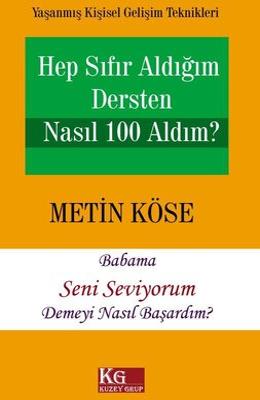 Yaşanmış Kişisel Gelişim Teknikleri
Hep Sıfır Aldığım
Dersten
Nasıl 100 Aldım?
METİN KÖSE
Babama
Seni Seviyorum
Demeyi Nasıl Başardım?
KG
KUZEY GRUP